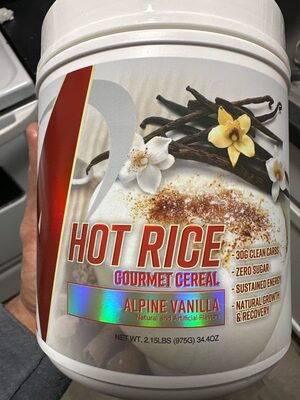 HOT RICE
GOURMET CEREAL
ALPINE VANILLA
Natural and Artificial Flavors
- 30G CLEAN CARBS
- ZERO SUGAR
- SUSTAINED ENERGY
- NATURAL GROWTH
& RECOVERY
NET WT. 2.15LBS (975G) 34.4OZ